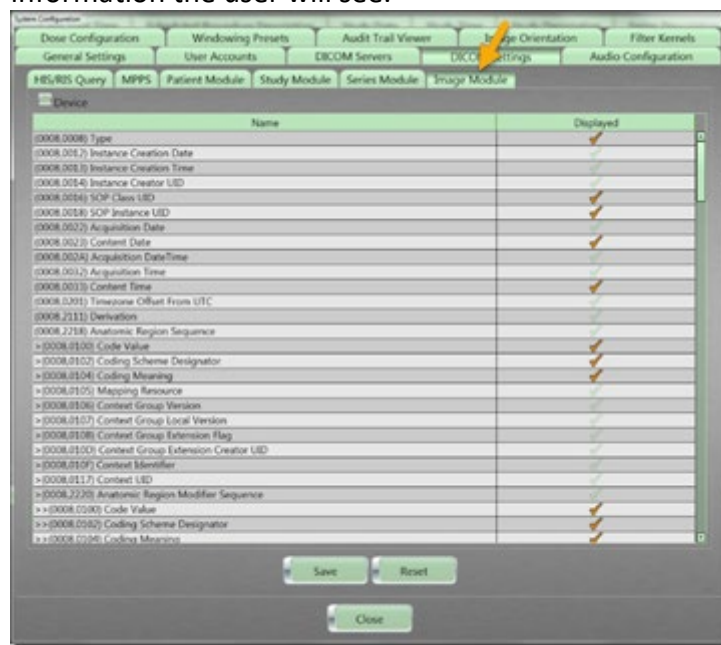 information the user will see.
System Configuration
Dose Configuration Windowing Presets Audit Trail Viewer Image Orientation Filter Kernels
General Settings User Accounts DICOM Servers DICOM Settings Audio Configuration
HIS/RIS Query MPPS Patient Module Study Module Series Module Image Module
Device
Name Displayed
(0008,0008) Type
(0008,0012) Instance Creation Date
(0008,0013) Instance Creation Time
(0008,0014) Instance Creator UID
(0008,0016) SOP Class UID
(0008,0018) SOP Instance UID
(0008,0022) Acquisition Date
(0008,0023) Content Date
(0008,002A) Acquisition DateTime
(0008,0032) Acquisition Time
(0008,0033) Content Time
(0008,0201) Timezone Offset From UTC
(0008,2111) Derivation
(0008,2218) Anatomic Region Sequence
>(0008,0100) Code Value
>(0008,0102) Coding Scheme Designator
>(0008,0104) Coding Meaning
>(0008,0105) Mapping Resource
>(0008,0106) Context Group Version
>(0008,0107) Context Group Local Version
>(0008,010B) Context Group Extension Flag
>(0008,010D) Context Group Extension Creator UID
>(0008,010F) Context Identifier
>(0008,0117) Context UID
>(0008,2220) Anatomic Region Modifier Sequence
>>(0008,0100) Code Value
>>(0008,0102) Coding Scheme Designator
>>(0008,0104) Coding Meaning
Save Reset
Close